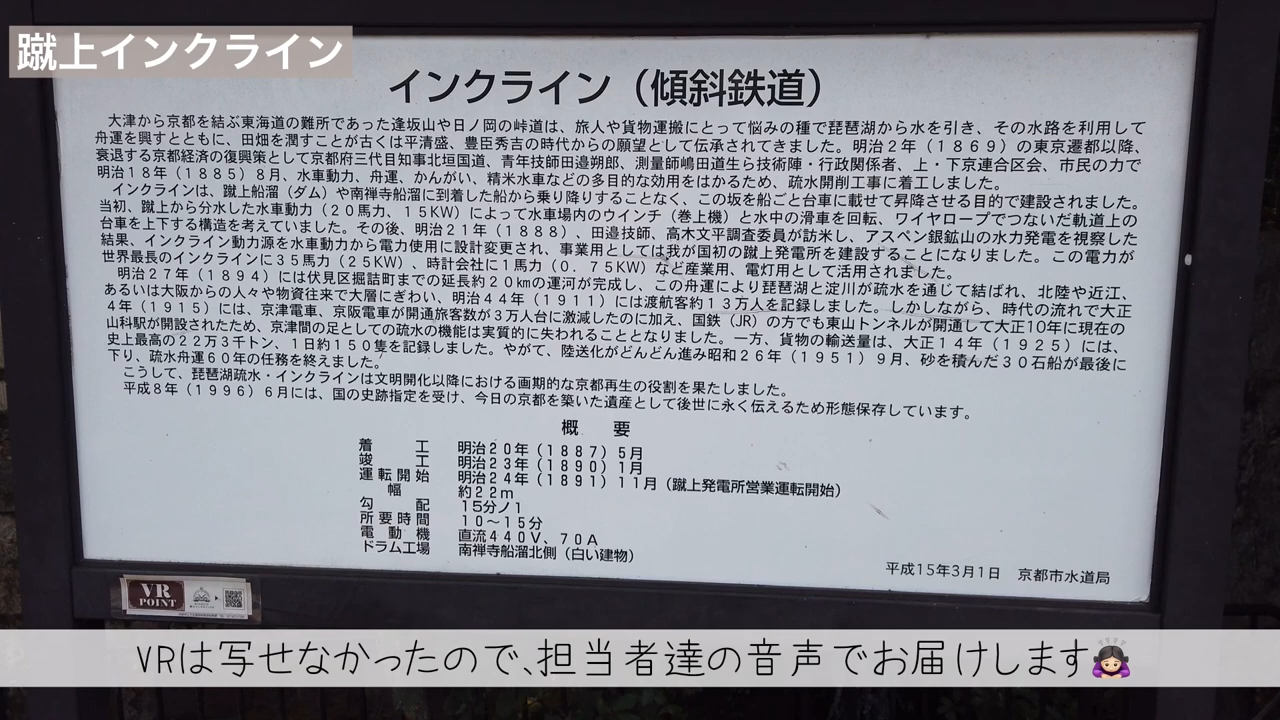 蹴上インクライン
インクライン（傾斜鉄道）
大津から京都を結ぶ東海道の難所であった逢坂山や日ノ岡の峠道は、旅人や貨物運搬にとって悩みの種で琵琶湖から水を引き、その水路を利用して
舟運を興すとともに、田畑を潤すことが古くは平清盛、豊臣秀吉の時代からの願望として伝承されてきました。明治２年（１８６９）の東京遷都以降、
衰退する京都経済の復興策として京都府三代目知事北垣国道、青年技師田邉朔郎、測量師嶋田道生ら技術陣・行政関係者、上・下京連合区会、市民の力で
明治１８年（１８８５）８月、水車動力、舟運、かんがい、精米水車などの多目的な効用をはかるため、疏水開削工事に着工しました。
インクラインは、蹴上船溜（ダム）や南禅寺船溜に到着した船から乗り降りすることなく、この坂を船ごと台車に載せて昇降させる目的で建設されました。
当初、蹴上から分水した水車動力（２０馬力、１５KW）によって水車場内のウインチ（巻上機）と水中の滑車を回転、ワイヤロープでつないだ軌道上の
台車を上下する構造を考えていました。その後、明治２１年（１８８８）、田邉技師、高木文平調査委員が訪米し、アスペン銀鉱山の水力発電を視察した
結果、インクライン動力源を水車動力から電力使用に設計変更され、事業用としては我が国初の蹴上発電所を建設することになりました。この電力が
世界最長のインクラインに３５馬力（２５KW）、時計会社に１馬力（０．７５KW）など産業用、電灯用として活用されました。
明治２７年（１８９４）には伏見区堀詰町までの延長約２０㎞の運河が完成し、この舟運により琵琶湖と淀川が疏水を通じて結ばれ、北陸や近江、
あるいは大阪からの人々や物資往来で大層にぎわい、明治４４年（１９１１）には渡航客約１３万人を記録しました。しかしながら、時代の流れで大正
４年（１９１５）には、京津電車、京阪電車が開通旅客数が３万人台に激減したのに加え、国鉄（JR）の方でも東山トンネルが開通して大正10年に現在の
山科駅が開設されたため、京津間の足としての疏水の機能は実質的に失われることとなりました。一方、貨物の輸送量は、大正１４年（１９２５）には、
史上最高の２２万３千トン、１日約１５０隻を記録しました。やがて、陸送化がどんどん進み昭和２６年（１９５１）９月、砂を積んだ３０石船が最後に
下り、疏水舟運６０年の任務を終えました。
こうして、琵琶湖疏水・インクラインは文明開化以降における画期的な京都再生の役割を果たしました。
平成８年（１９９６）６月には、国の史跡指定を受け、今日の京都を築いた遺産として後世に永く伝えるため形態保存しています。
概　要
着　工　明治２０年（１８８７）５月
竣　工　明治２３年（１８９０）１月
運転開始　明治２４年（１８９１）１１月（蹴上発電所営業運転開始）
幅　約２２ｍ
勾　配　１５分ノ１
所要時間　１０～１５分
電動機　直流４４０Ｖ、７０Ａ
ドラム工場　南禅寺船溜北側（白い建物）
平成15年3月1日　京都市水道局
VR
POINT
VRは写せなかったので、担当者達の音声でお届けします🙇🏻‍♀️